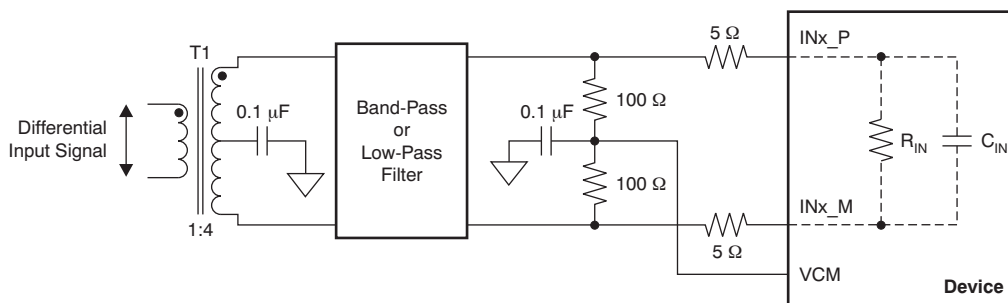 T1
Differential
Input Signal
0.1 μF
1:4
Band-Pass
or
Low-Pass
Filter
0.1 μF
100 Ω
100 Ω
5 Ω
5 Ω
INx_P
R_IN
C_IN
INx_M
VCM
Device